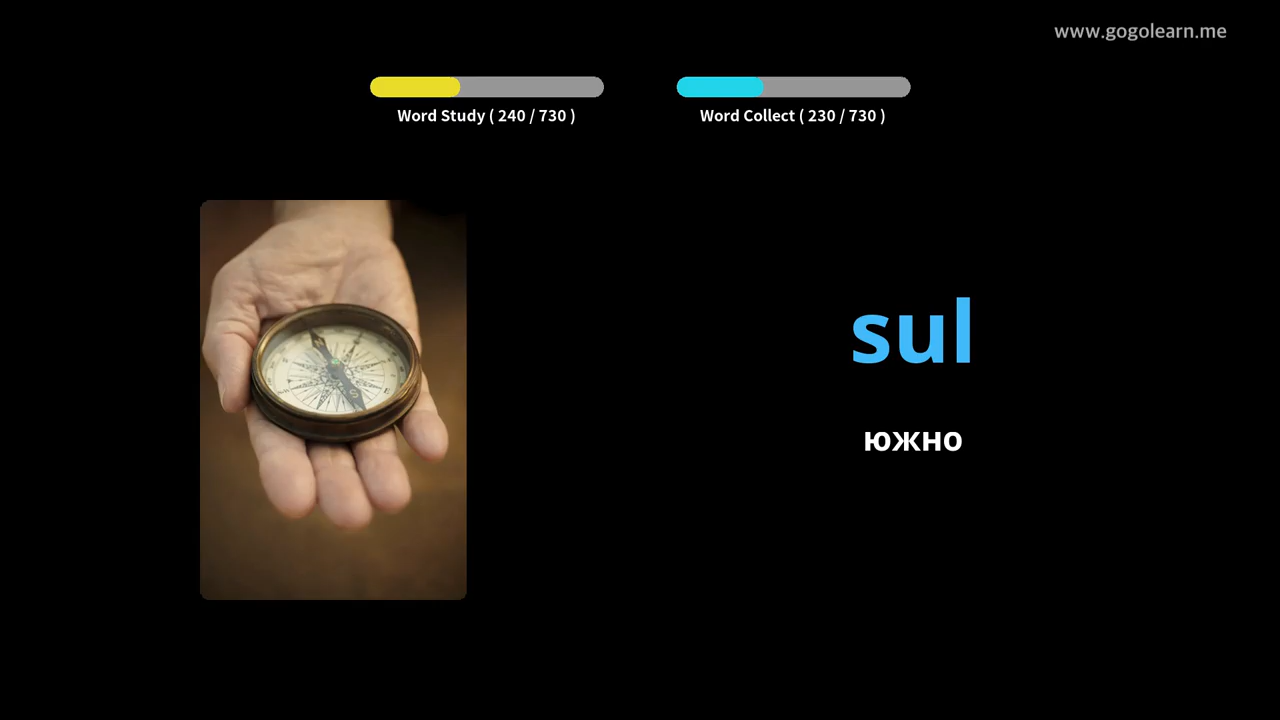 www.gogolearn.me
Word Study ( 240 / 730 )
Word Collect ( 230 / 730 )
sul
южно
N
S
E